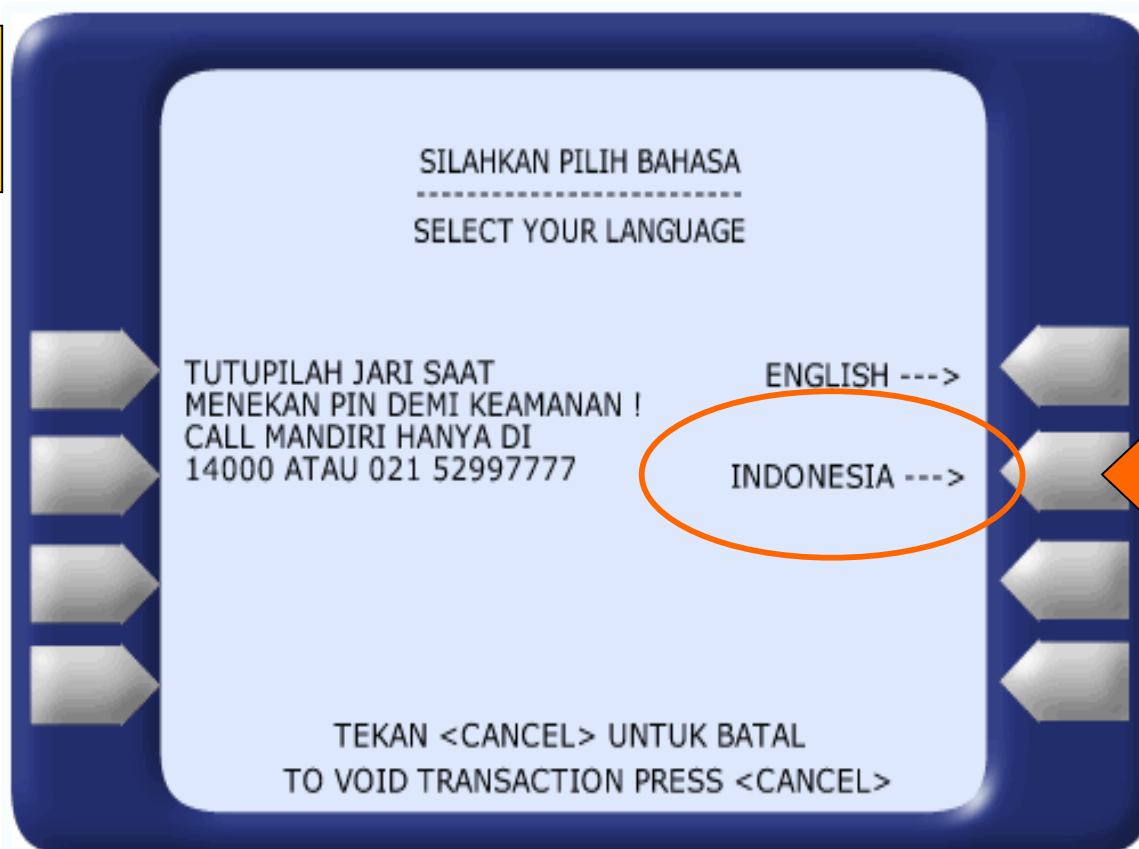 SILAHKAN PILIH BAHASA
--------------------------
SELECT YOUR LANGUAGE
TUTUPILAH JARI SAAT
MENEKAN PIN DEMI KEAMANAN !
CALL MANDIRI HANYA DI
14000 ATAU 021 52997777
ENGLISH --->
INDONESIA --->
TEKAN <CANCEL> UNTUK BATAL
TO VOID TRANSACTION PRESS <CANCEL>